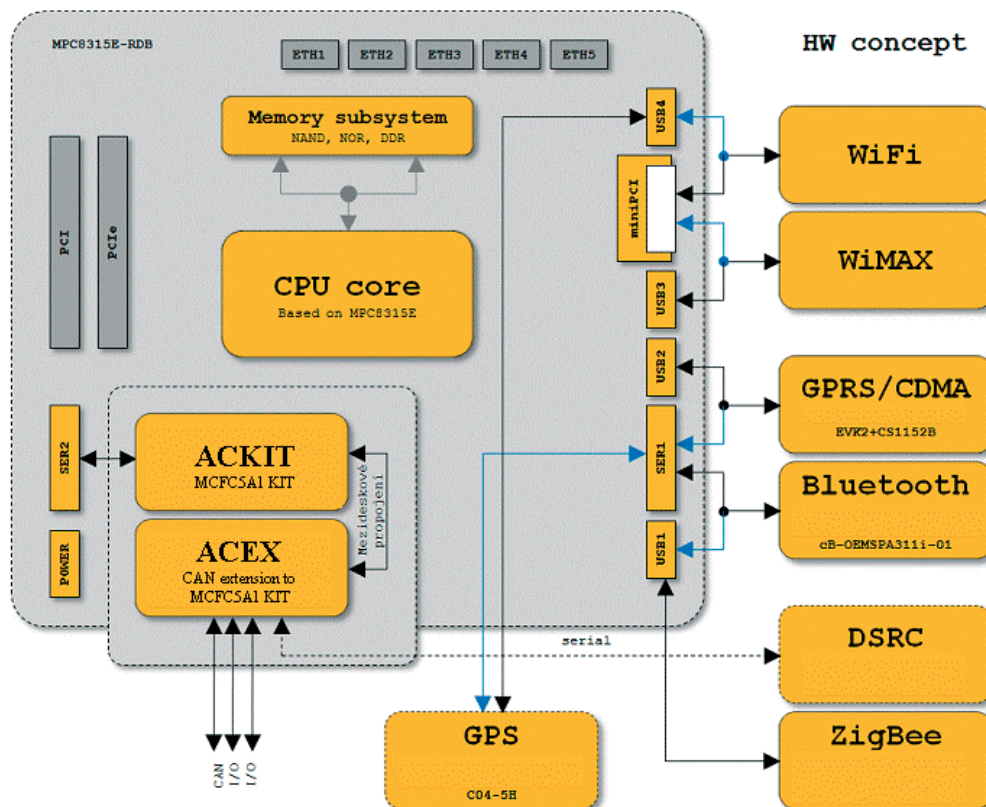 MPC8315E-RDB
ETH1
ETH2
ETH3
ETH4
ETH5
HW concept
Memory subsystem
NAND, NOR, DDR
USB4
WiFi
miniPCI
PCI
PCIe
WiMAX
CPU core
Based on MPC8315E
USB3
USB2
GPRS/CDMA
EVK2+CS1152B
SER2
ACKIT
MCFC5A1 KIT
Mezideskové
propojení
SER1
Bluetooth
cB-OEMSPA311i-01
POWER
ACEX
CAN extension to
MCFC5A1 KIT
USB1
serial
DSRC
GPS
C04-5H
ZigBee
CAN
I/O
I/O